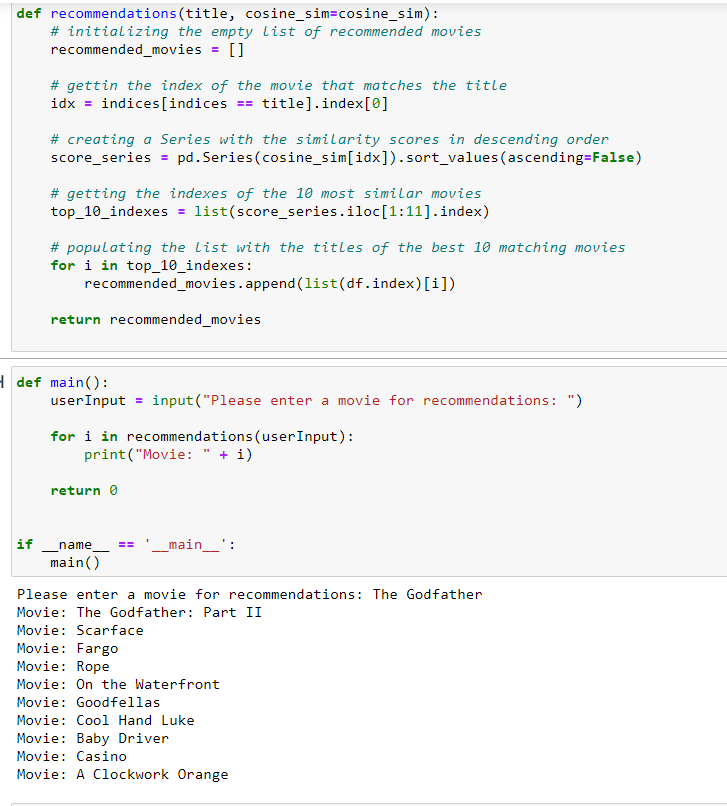 def recommendations(title, cosine_sim=cosine_sim):
    # initializing the empty list of recommended movies
    recommended_movies = []

    # gettin the index of the movie that matches the title
    idx = indices[indices == title].index[0]

    # creating a Series with the similarity scores in descending order
    score_series = pd.Series(cosine_sim[idx]).sort_values(ascending=False)

    # getting the indexes of the 10 most similar movies
    top_10_indexes = list(score_series.iloc[1:11].index)

    # populating the list with the titles of the best 10 matching movies
    for i in top_10_indexes:
        recommended_movies.append(list(df.index)[i])

    return recommended_movies

def main():
    userInput = input("Please enter a movie for recommendations: ")

    for i in recommendations(userInput):
        print("Movie: " + i)

    return 0

if __name__ == '__main__':
    main()

Please enter a movie for recommendations: The Godfather
Movie: The Godfather: Part II
Movie: Scarface
Movie: Fargo
Movie: Rope
Movie: On the Waterfront
Movie: Goodfellas
Movie: Cool Hand Luke
Movie: Baby Driver
Movie: Casino
Movie: A Clockwork Orange